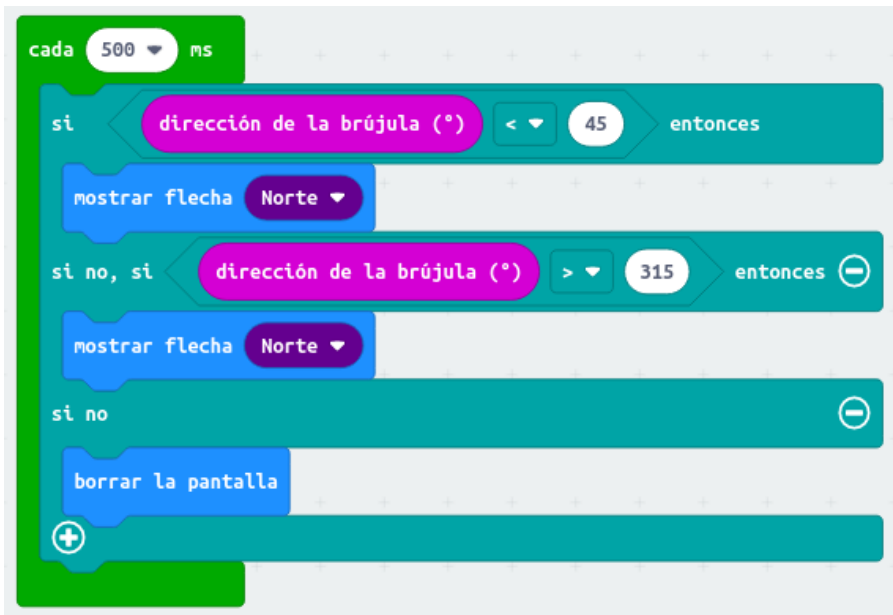 cada 500 ms
si dirección de la brújula (°) < 45 entonces
mostrar flecha Norte
si no, si dirección de la brújula (°) > 315 entonces
mostrar flecha Norte
si no
borrar la pantalla